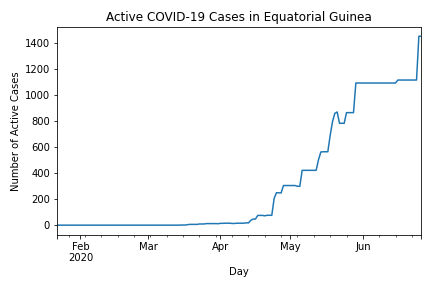 Active COVID-19 Cases in Equatorial Guinea
Number of Active Cases
1400
1200
1000
800
600
400
200
0
Feb
2020
Mar
Apr
May
Jun
Day